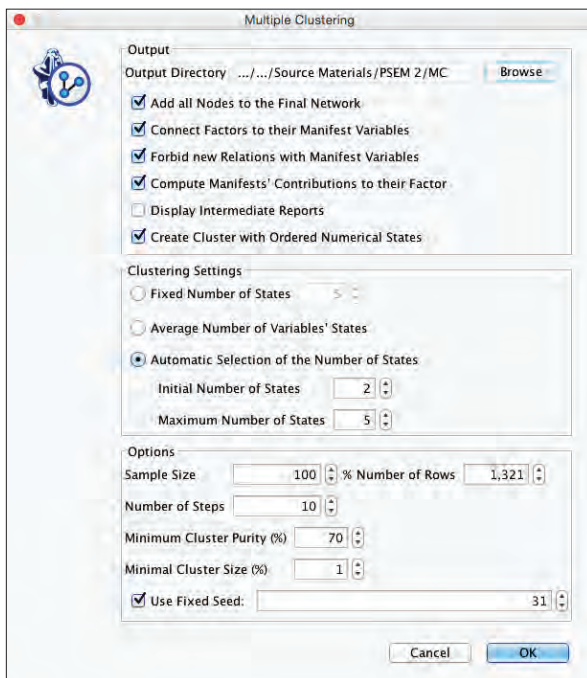 Multiple Clustering
Output
Output Directory .../.../Source Materials/PSEM 2/MC Browse
Add all Nodes to the Final Network
Connect Factors to their Manifest Variables
Forbid new Relations with Manifest Variables
Compute Manifests' Contributions to their Factor
Display Intermediate Reports
Create Cluster with Ordered Numerical States
Clustering Settings
Fixed Number of States 5
Average Number of Variables' States
Automatic Selection of the Number of States
Initial Number of States 2
Maximum Number of States 5
Options
Sample Size 100 % Number of Rows 1,321
Number of Steps 10
Minimum Cluster Purity (%) 70
Minimal Cluster Size (%) 1
Use Fixed Seed: 31
Cancel OK